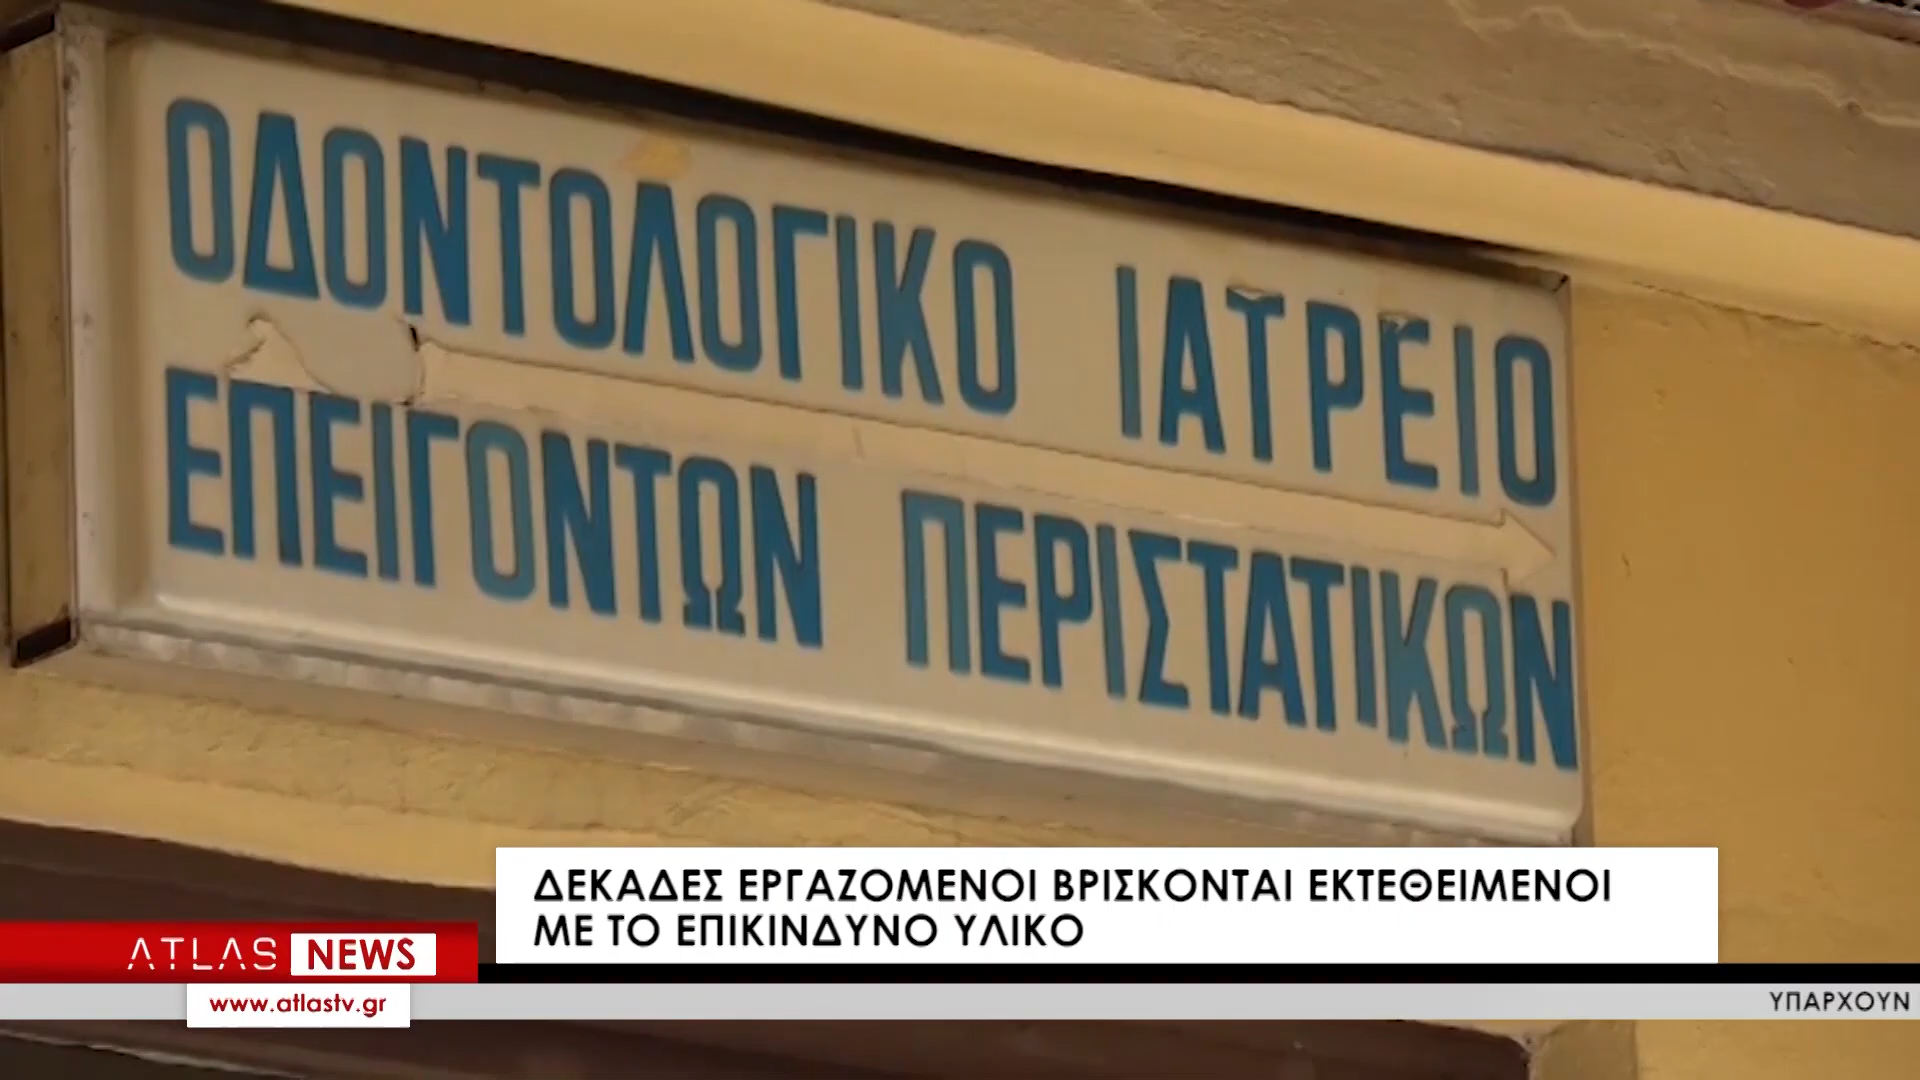 ΟΔΟΝΤΟΛΟΓΙΚΟ ΙΑΤΡΕΙΟ
ΕΠΕΙΓΟΝΤΩΝ ΠΕΡΙΣΤΑΤΙΚΩΝ
ΔΕΚΑΔΕΣ ΕΡΓΑΖΟΜΕΝΟΙ ΒΡΙΣΚΟΝΤΑΙ ΕΚΤΕΘΕΙΜΕΝΟΙ
ΜΕ ΤΟ ΕΠΙΚΙΝΔΥΝΟ ΥΛΙΚΟ
ATLAS NEWS
www.atlastv.gr
ΥΠΑΡΧΟΥΝ